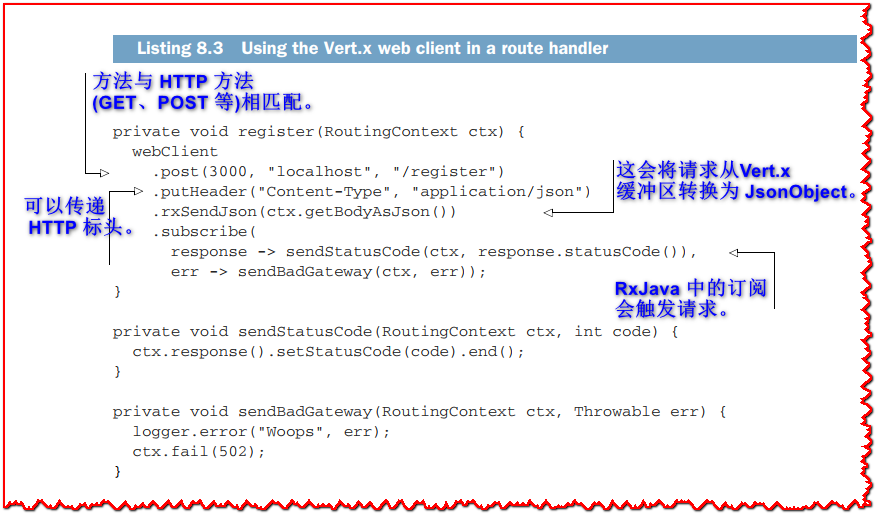 Listing 8.3 Using the Vert.x web client in a route handler
方法与 HTTP 方法
(GET、POST 等)相匹配。
private void register(RoutingContext ctx) {
webClient
.post(3000, "localhost", "/register")
.putHeader("Content-Type", "application/json")
.rxSendJson(ctx.getBodyAsJson())
.subscribe(
response -> sendStatusCode(ctx, response.statusCode()),
err -> sendBadGateway(ctx, err));
}
这会将请求从Vert.x
缓冲区转换为 JsonObject。
可以传递
HTTP 标头。
RxJava 中的订阅
会触发请求。
private void sendStatusCode(RoutingContext ctx, int code) {
ctx.response().setStatusCode(code).end();
}
private void sendBadGateway(RoutingContext ctx, Throwable err) {
logger.error("Woops", err);
ctx.fail(502);
}